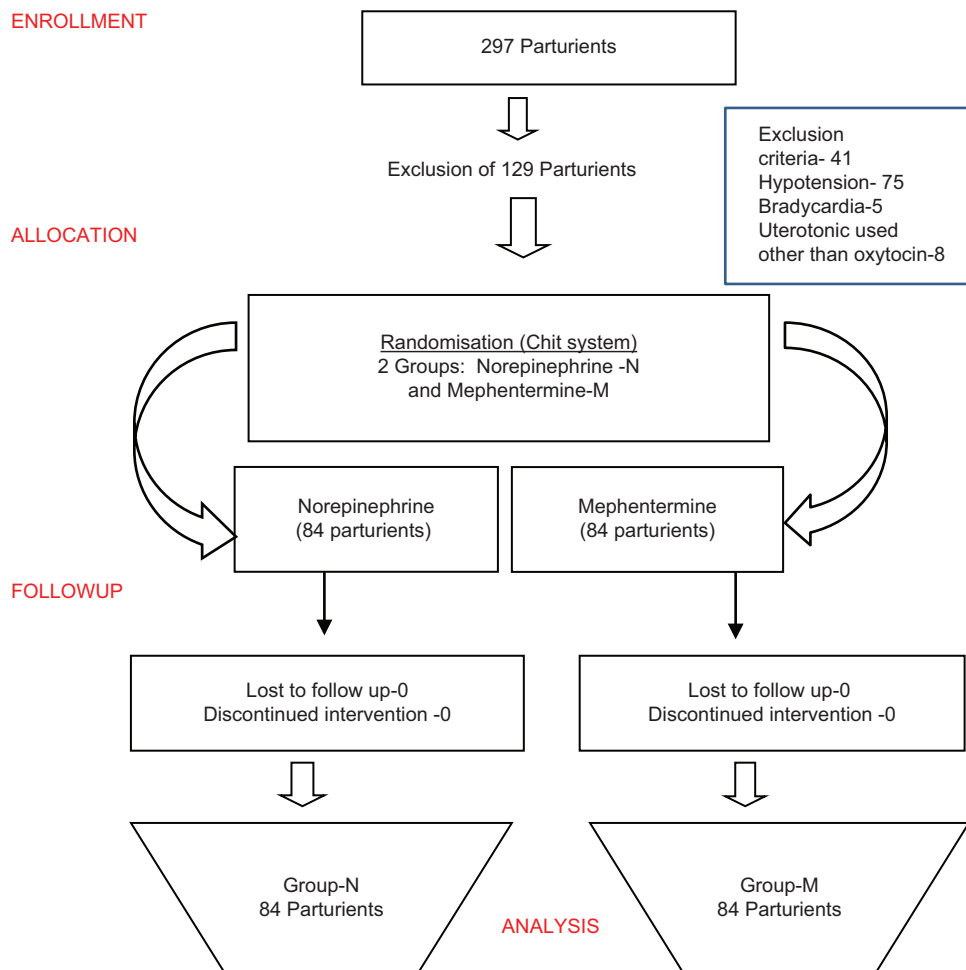 ENROLLMENT
297 Parturients
Exclusion of 129 Parturients
Exclusion
criteria- 41
Hypotension- 75
Bradycardia-5
Uterotonic used
other than oxytocin-8
ALLOCATION
Randomisation (Chit system)
2 Groups: Norepinephrine -N
and Mephentermine-M
Norepinephrine
(84 parturients)
Mephentermine
(84 parturients)
FOLLOWUP
Lost to follow up-0
Discontinued intervention -0
Lost to follow up-0
Discontinued intervention -0
Group-N
84 Parturients
Group-M
84 Parturients
ANALYSIS